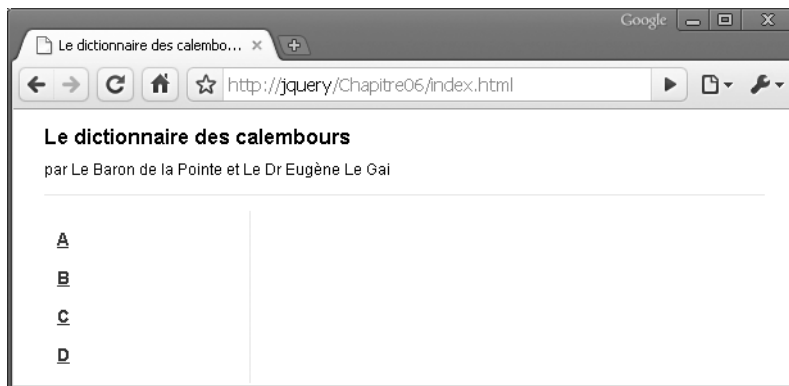 Google
Le dictionnaire des calembo...
http://jquery/Chapitre06/index.html
Le dictionnaire des calembours
par Le Baron de la Pointe et Le Dr Eugène Le Gai
A
B
C
D